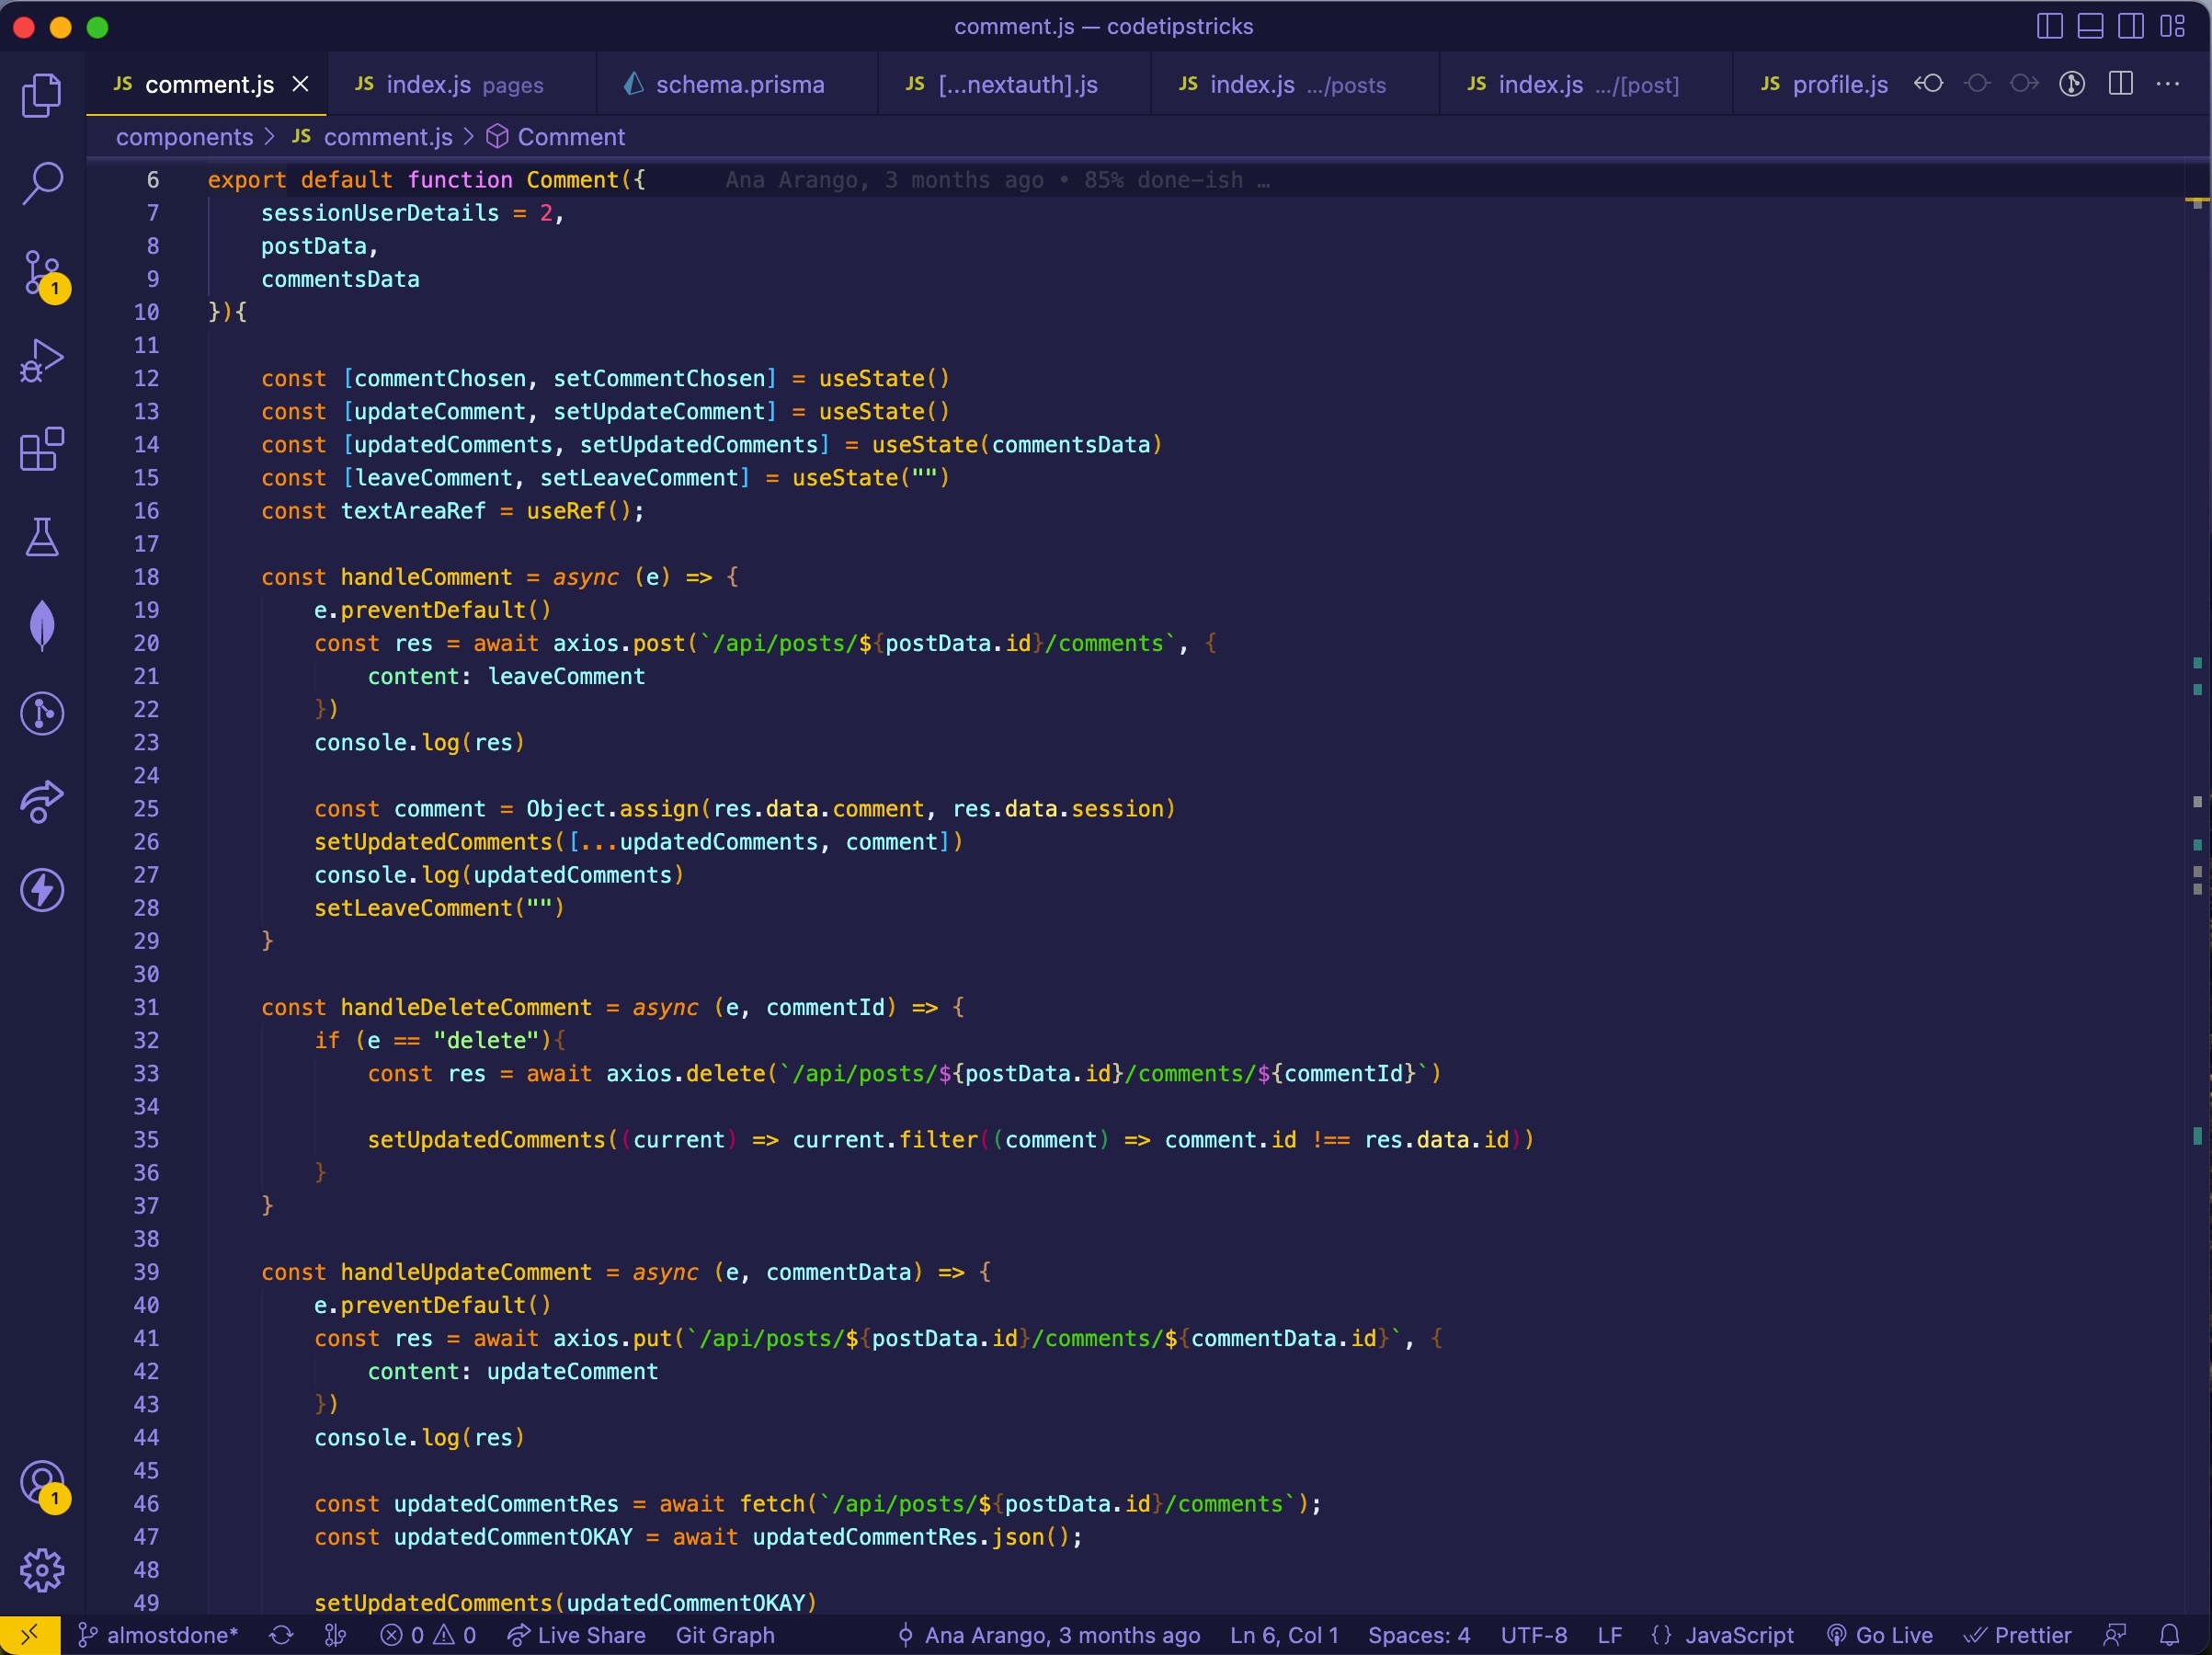 comment.js — codetipstricks
JS comment.js JS index.js pages schema.prisma JS [...nextauth].js JS index.js .../posts JS index.js .../[post] JS profile.js
components > JS comment.js > Comment
6 export default function Comment({ Ana Arango, 3 months ago • 85% done-ish …
7 sessionUserDetails = 2,
8 postData,
9 commentsData
10 }){
11
12 const [commentChosen, setCommentChosen] = useState()
13 const [updateComment, setUpdateComment] = useState()
14 const [updatedComments, setUpdatedComments] = useState(commentsData)
15 const [leaveComment, setLeaveComment] = useState("")
16 const textAreaRef = useRef();
17
18 const handleComment = async (e) => {
19 e.preventDefault()
20 const res = await axios.post(`/api/posts/${postData.id}/comments`, {
21 content: leaveComment
22 })
23 console.log(res)
24
25 const comment = Object.assign(res.data.comment, res.data.session)
26 setUpdatedComments([...updatedComments, comment])
27 console.log(updatedComments)
28 setLeaveComment("")
29 }
30
31 const handleDeleteComment = async (e, commentId) => {
32 if (e == "delete"){
33 const res = await axios.delete(`/api/posts/${postData.id}/comments/${commentId}`)
34
35 setUpdatedComments((current) => current.filter((comment) => comment.id !== res.data.id))
36 }
37 }
38
39 const handleUpdateComment = async (e, commentData) => {
40 e.preventDefault()
41 const res = await axios.put(`/api/posts/${postData.id}/comments/${commentData.id}`, {
42 content: updateComment
43 })
44 console.log(res)
45
46 const updatedCommentRes = await fetch(`/api/posts/${postData.id}/comments`);
47 const updatedCommentOKAY = await updatedCommentRes.json();
48
49 setUpdatedComments(updatedCommentOKAY)
1
1
almostdone* 0 0 Live Share Git Graph Ana Arango, 3 months ago Ln 6, Col 1 Spaces: 4 UTF-8 LF {} JavaScript Go Live Prettier